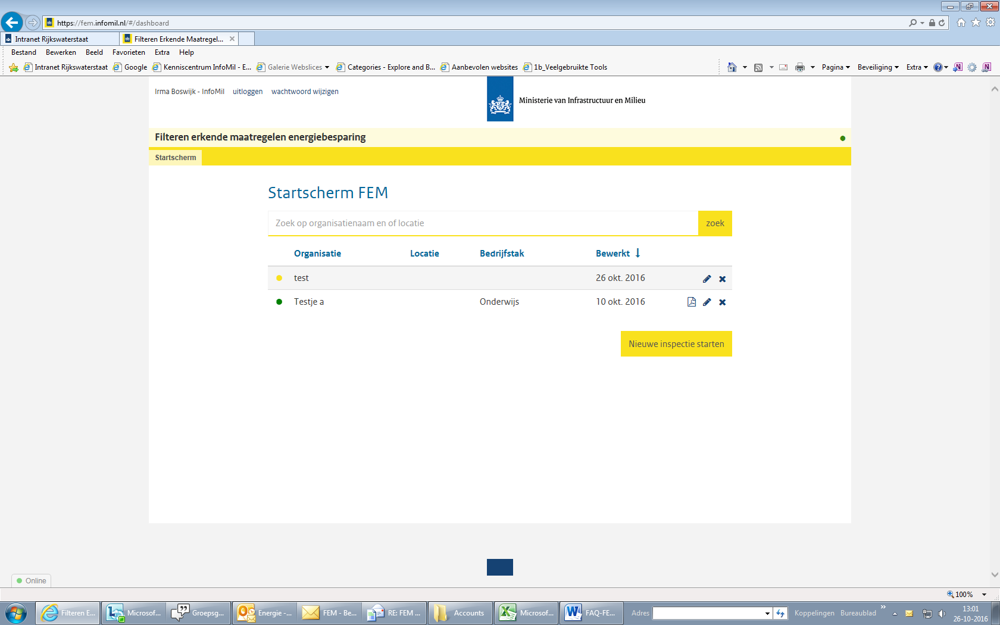 https://fem.infomil.nl/#/dashboard
Intranet Rijkswaterstaat
Filteren Erkende Maatregel...
Bestand Bewerken Beeld Favorieten Extra Help
Intranet Rijkswaterstaat Google Kenniscentrum InfoMil - E... Galerie Webslices Categories - Explore and B... Aanbevolen websites 1b_Veelgebruikte Tools Pagina Beveiliging Extra
Irma Boswijk - InfoMil uitloggen wachtwoord wijzigen
Ministerie van Infrastructuur en Milieu
Filteren erkende maatregelen energiebesparing
Startscherm
Startscherm FEM
Zoek op organisatienaam en of locatie zoek
Organisatie Locatie Bedrijfstak Bewerkt
test 26 okt. 2016
Testje a Onderwijs 10 okt. 2016
Nieuwe inspectie starten
Online
100%
Filteren E... Microsof... Groepsg... Energie -... FEM - Be... RE: FEM ... Accounts Microsof... FAQ-FE... Adres Koppelingen Bureaublad
13:01
26-10-2016